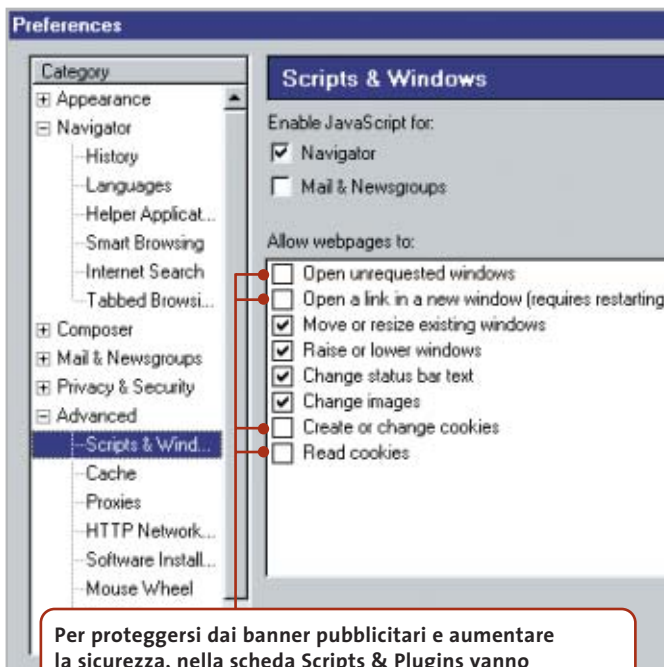 Preferences
Category
Appearance
Navigator
History
Languages
Helper Applicat...
Smart Browsing
Internet Search
Tabbed Browsi...
Composer
Mail & Newsgroups
Privacy & Security
Advanced
Scripts & Wind...
Cache
Proxies
HTTP Network...
Software Install...
Mouse Wheel
Scripts & Windows
Enable JavaScript for:
Navigator
Mail & Newsgroups
Allow webpages to:
Open unrequested windows
Open a link in a new window (requires restarting
Move or resize existing windows
Raise or lower windows
Change status bar text
Change images
Create or change cookies
Read cookies
Per proteggersi dai banner pubblicitari e aumentare
la sicurezza, nella scheda Scripts & Plugins vanno